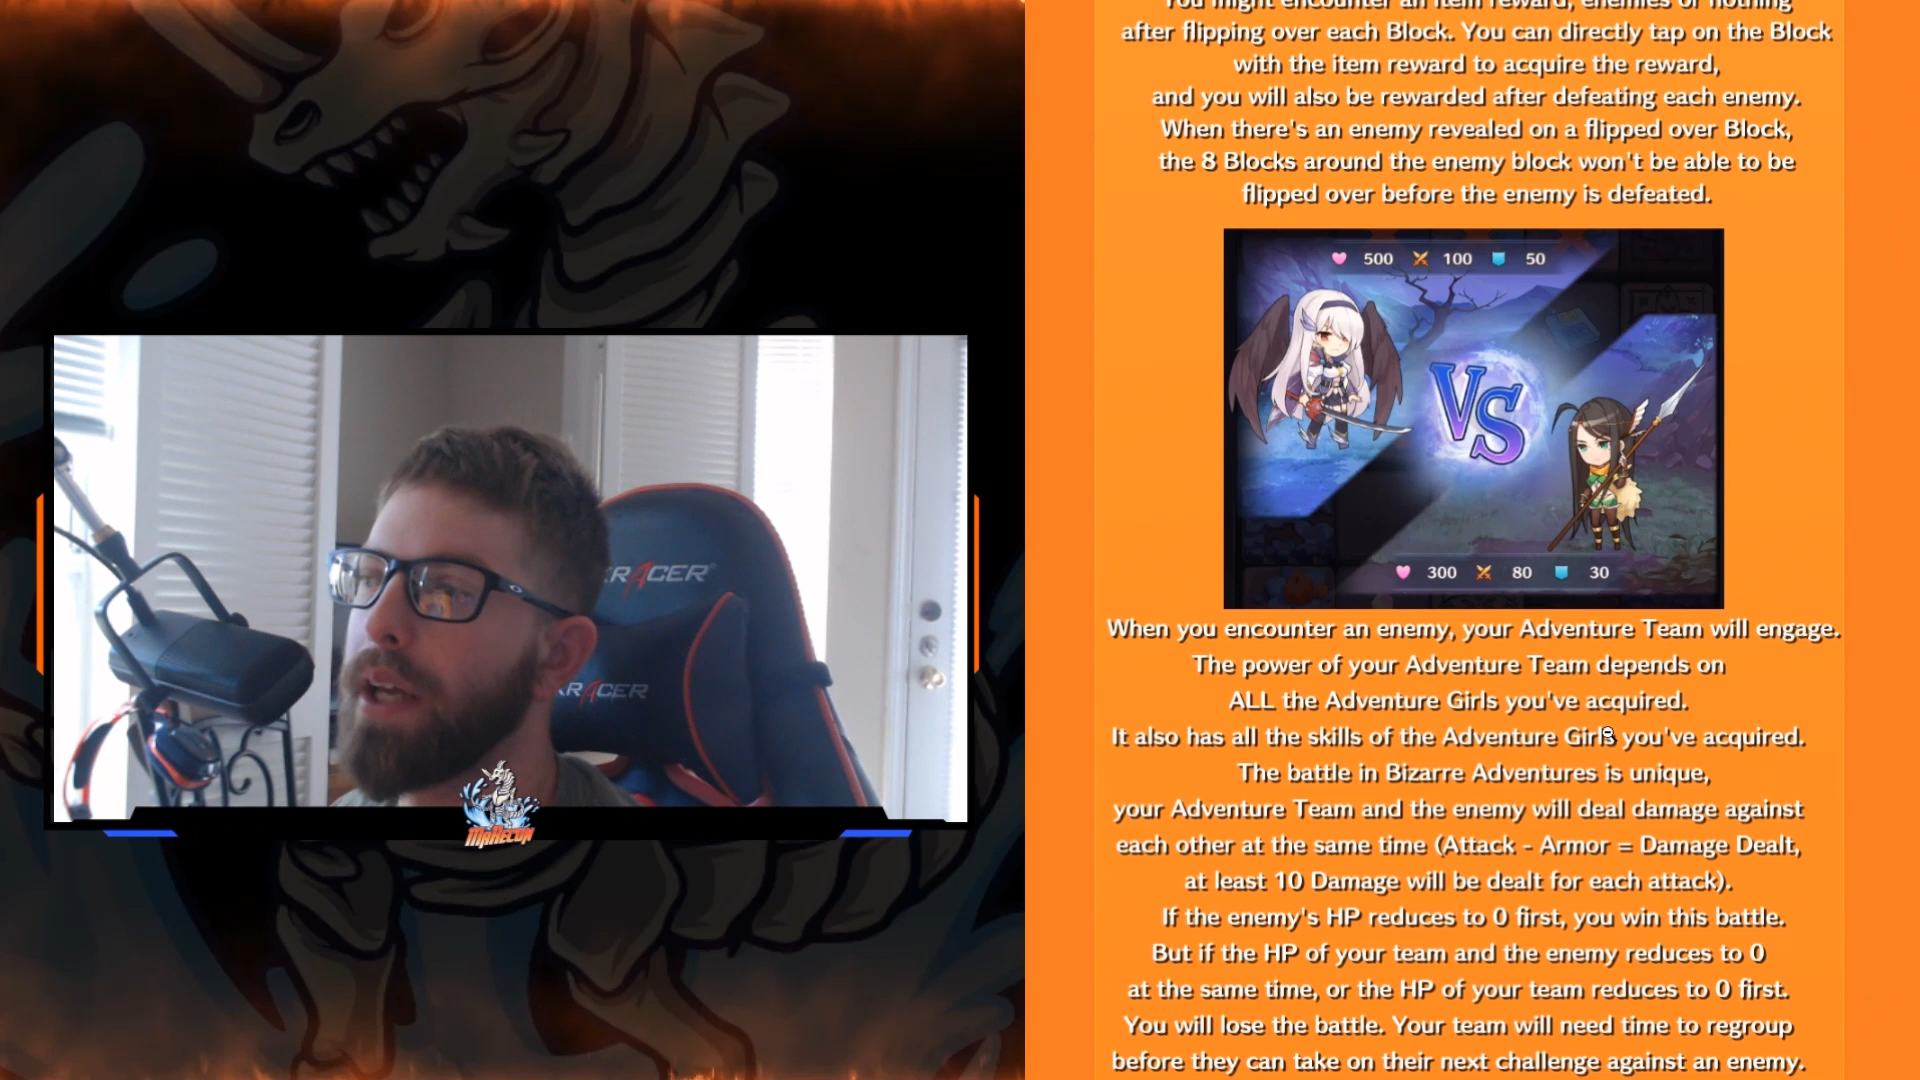 You might encounter an item reward, enemies or nothing
after flipping over each Block. You can directly tap on the Block
with the item reward to acquire the reward,
and you will also be rewarded after defeating each enemy.
When there's an enemy revealed on a flipped over Block,
the 8 Blocks around the enemy block won't be able to be
flipped over before the enemy is defeated.
500 100 50
VS
300 80 30
When you encounter an enemy, your Adventure Team will engage.
The power of your Adventure Team depends on
ALL the Adventure Girls you've acquired.
It also has all the skills of the Adventure Girls you've acquired.
The battle in Bizarre Adventures is unique,
your Adventure Team and the enemy will deal damage against
each other at the same time (Attack - Armor = Damage Dealt,
at least 10 Damage will be dealt for each attack).
If the enemy's HP reduces to 0 first, you win this battle.
But if the HP of your team and the enemy reduces to 0
at the same time, or the HP of your team reduces to 0 first.
You will lose the battle. Your team will need time to regroup
before they can take on their next challenge against an enemy.
RACER
RACER
MRRECON